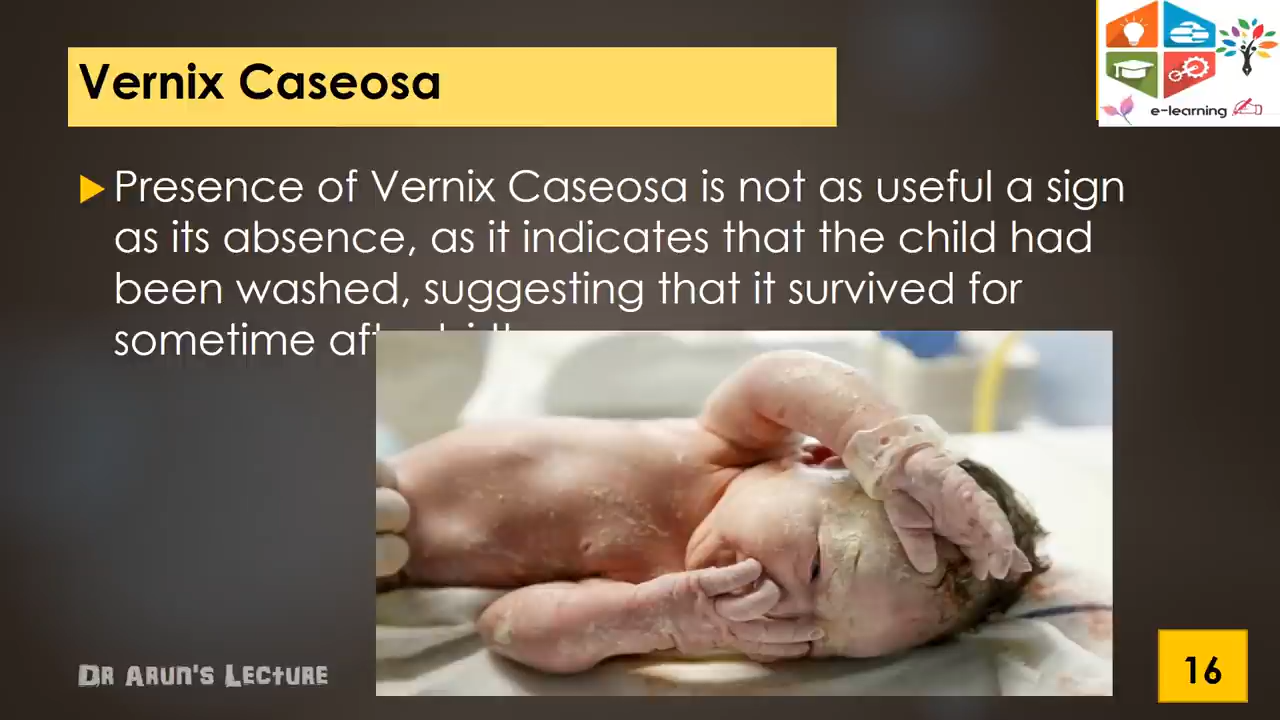 Vernix Caseosa
e-learning
Presence of Vernix Caseosa is not as useful a sign
as its absence, as it indicates that the child had
been washed, suggesting that it survived for
sometime
Dr Arun's Lecture
16